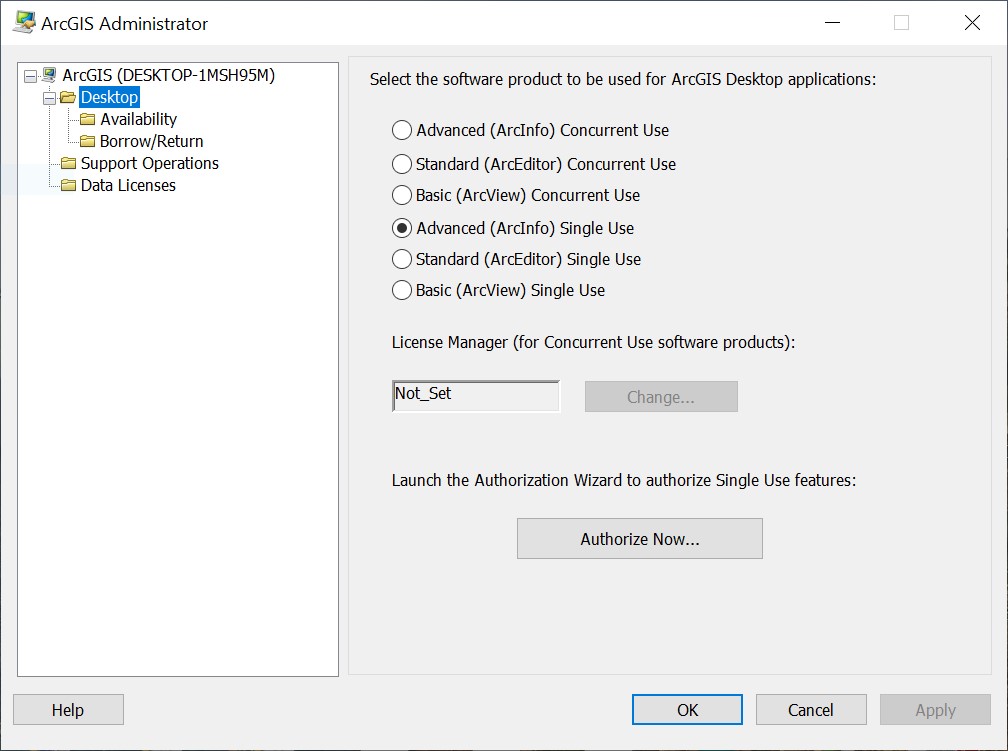 ArcGIS Administrator
ArcGIS (DESKTOP-1MSH95M)
Desktop
Availability
Borrow/Return
Support Operations
Data Licenses
Select the software product to be used for ArcGIS Desktop applications:
Advanced (ArcInfo) Concurrent Use
Standard (ArcEditor) Concurrent Use
Basic (ArcView) Concurrent Use
Advanced (ArcInfo) Single Use
Standard (ArcEditor) Single Use
Basic (ArcView) Single Use
License Manager (for Concurrent Use software products):
Not_Set
Change...
Launch the Authorization Wizard to authorize Single Use features:
Authorize Now...
Help
OK
Cancel
Apply